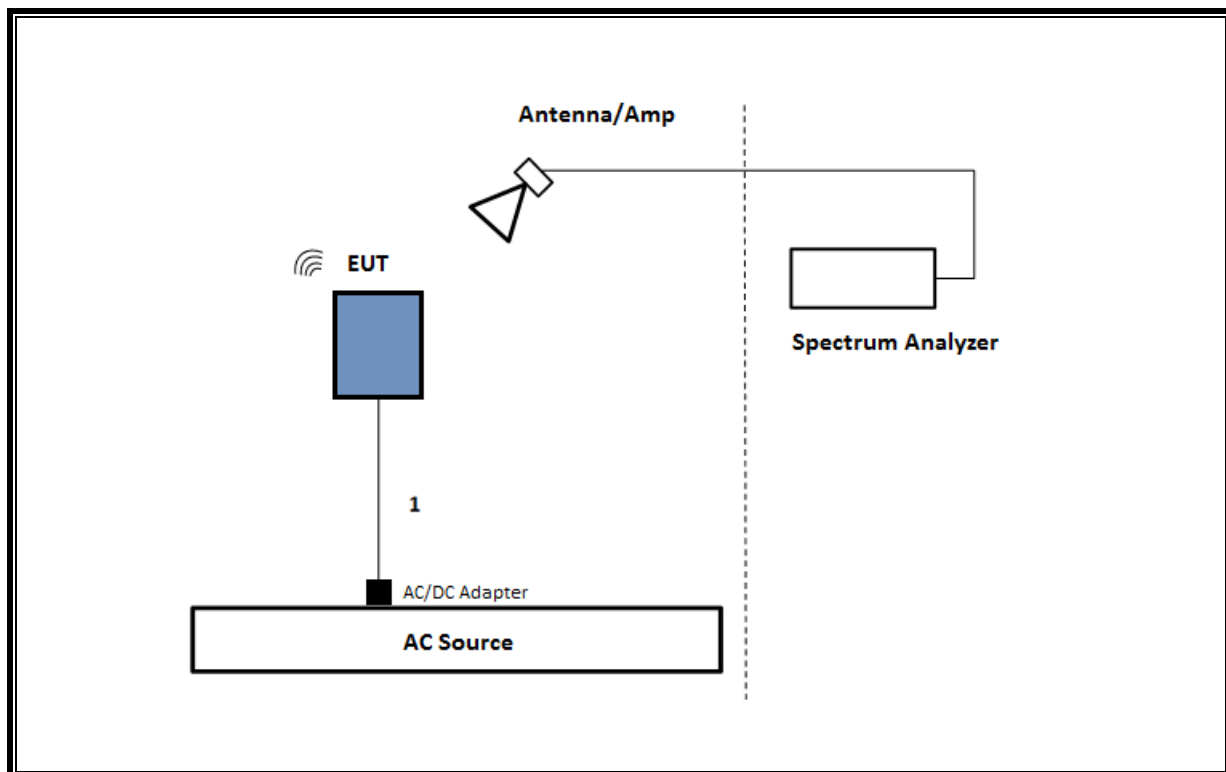 Antenna/Amp
EUT
Spectrum Analyzer
1
AC/DC Adapter
AC Source